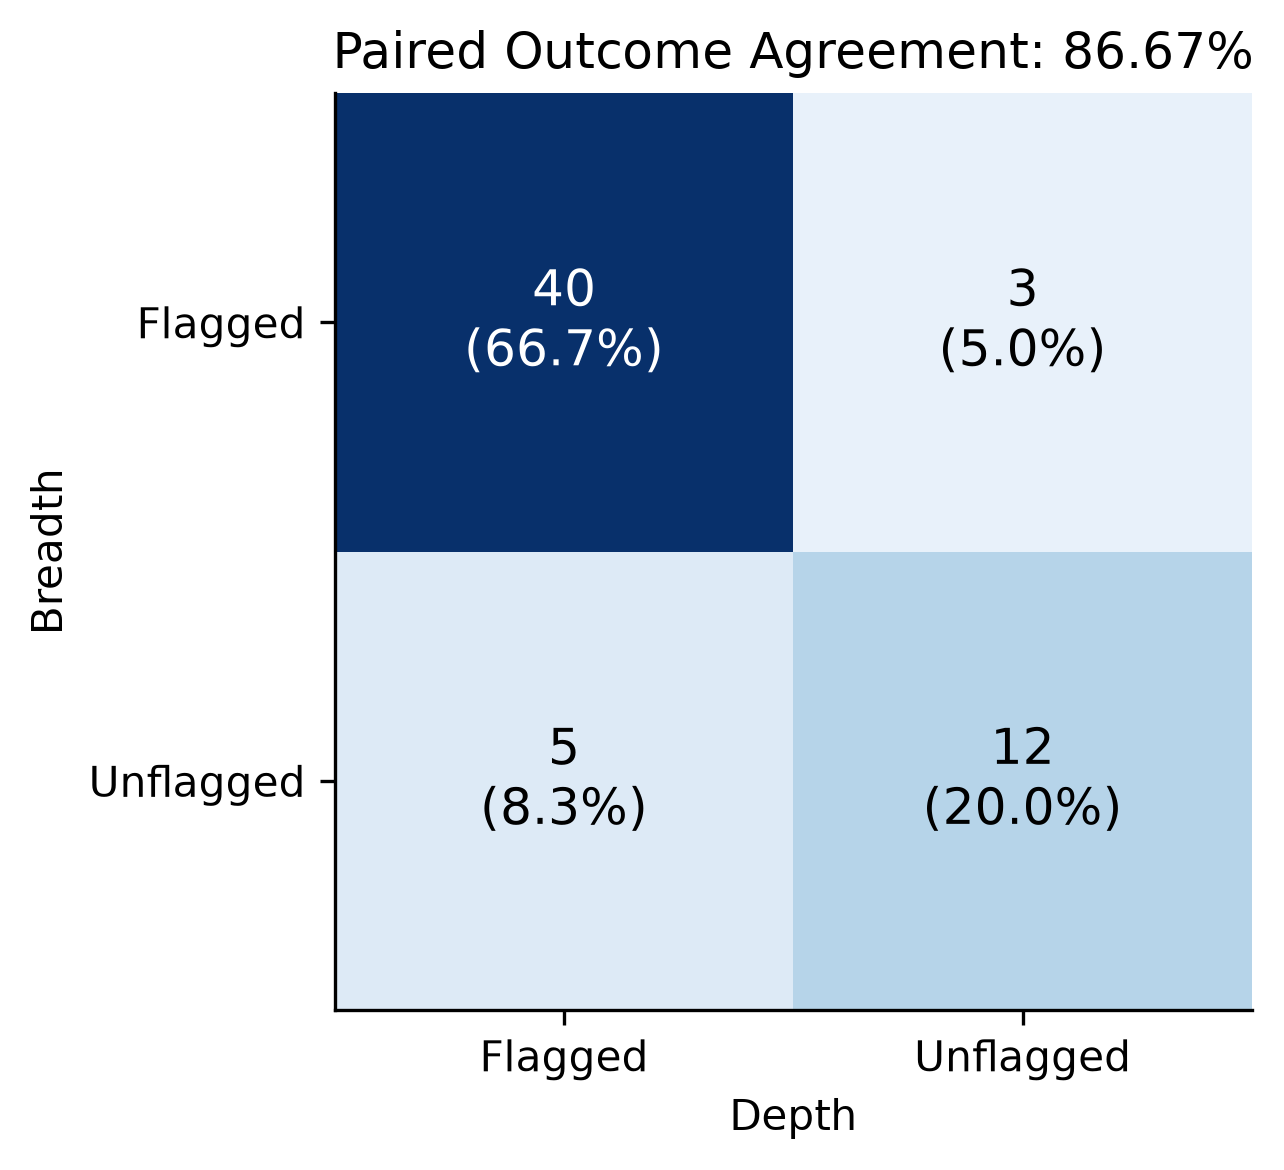 Paired Outcome Agreement: 86.67%
Breadth
Flagged
40
(66.7%)
3
(5.0%)
Unflagged
5
(8.3%)
12
(20.0%)
Flagged
Unflagged
Depth